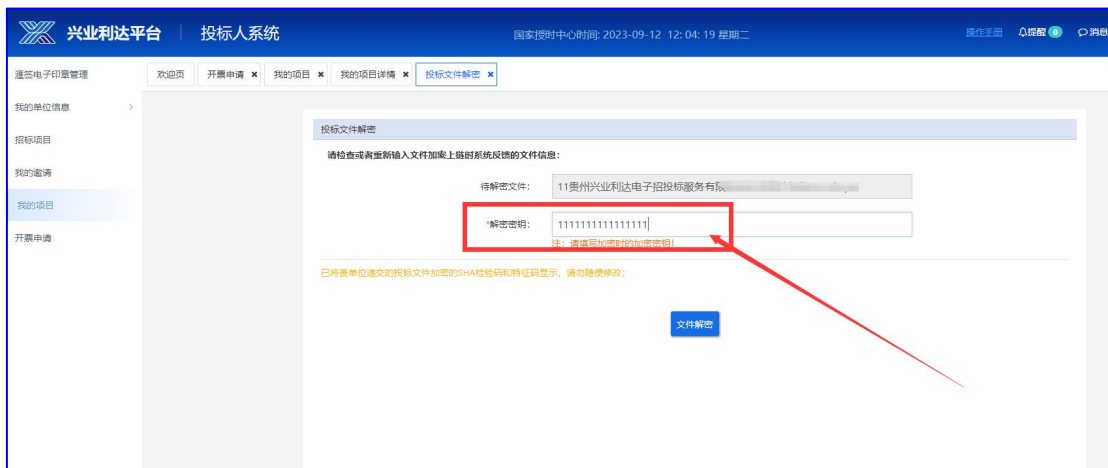 兴业利达平台 投标人系统 国家授时中心时间: 2023-09-12 12: 04: 19 星期二 操作手册 提醒 0 消息
欢迎页 开票申请 × 我的项目 × 我的项目详情 × 投标文件解密 ×
签电子印章管理
我的单位信息 >
招标项目
我的邀请
我的项目
开票申请
投标文件解密
请检查或者重新输入文件加密上链时系统反馈的文件信息:
待解密文件: 11贵州兴业利达电子招投标服务有限
*解密密钥: 1111111111111111
注: 请填写加密时的加密密钥!
已将贵单位递交的投标文件加密的SHA检验码和特征码显示, 请勿随便修改;
文件解密